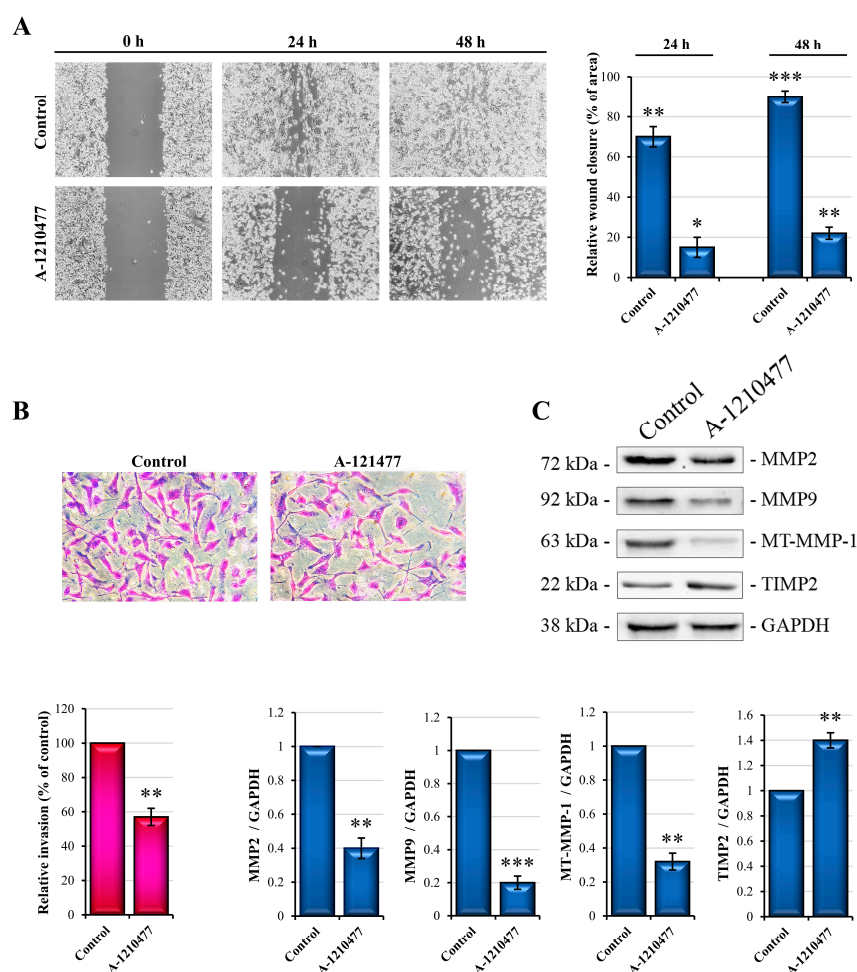 A
0 h 24 h 48 h
Control
A-1210477
24 h 48 h
Relative wound closure (% of area)
100
80
60
40
20
0
** * *** **
Control A-1210477 Control A-1210477
B
Control A-121477
C
Control A-1210477
72 kDa - - MMP2
92 kDa - - MMP9
63 kDa - - MT-MMP-1
22 kDa - - TIMP2
38 kDa - - GAPDH
Relative invasion (% of control)
120
100
80
60
40
20
0
**
Control A-1210477
MMP2 / GAPDH
1.2
1
0.8
0.6
0.4
0.2
0
**
Control A-1210477
MMP9 / GAPDH
1.2
1
0.8
0.6
0.4
0.2
0
***
Control A-1210477
MT-MMP-1 / GAPDH
1.2
1
0.8
0.6
0.4
0.2
0
**
Control A-1210477
TIMP2 / GAPDH
1.6
1.4
1.2
1
0.8
0.6
0.4
0.2
0
**
Control A-1210477